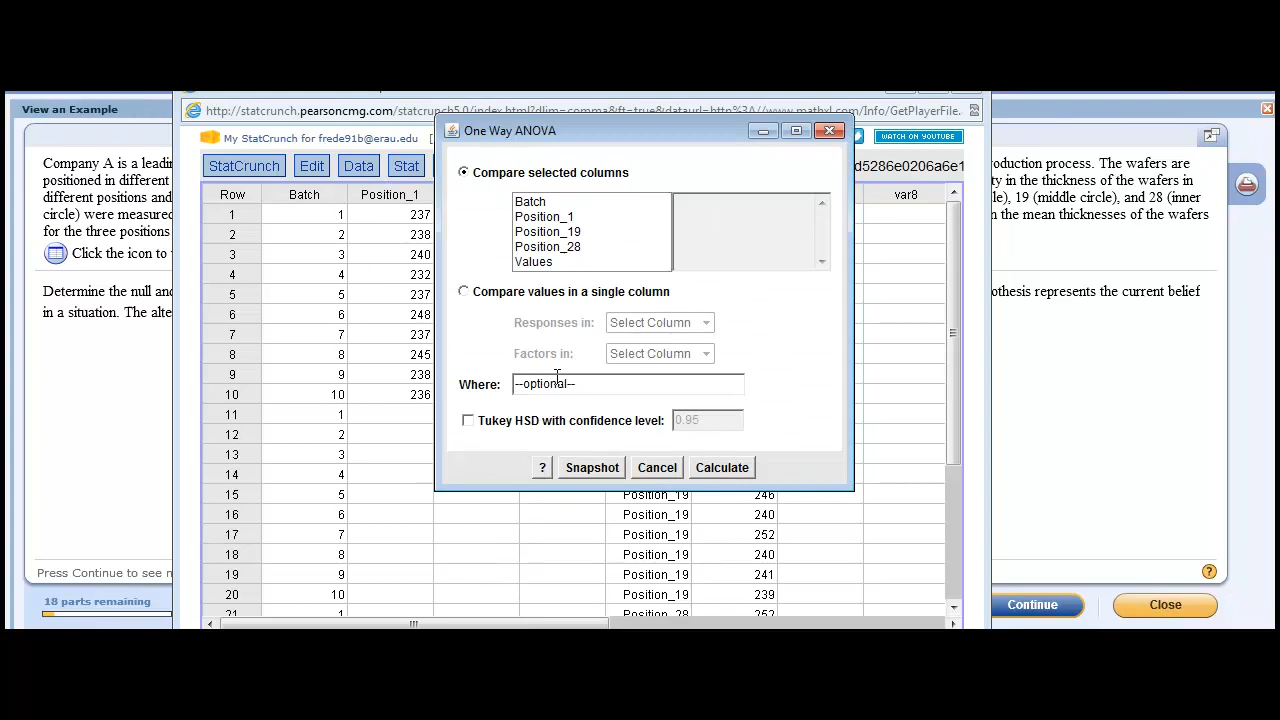 View an Example
http://statcrunch.pearsoncmg.com/statcrunch5.0/index.html?dlim=comma&ft=true&dataurl=http%3A//www.mathxl.com/Info/GetPlayerFile.
My StatCrunch for frede91b@erau.edu [
WATCH ON YOUTUBE
One Way ANOVA
StatCrunch Edit Data Stat
d5286e0206a6e1
Company A is a leadin
positioned in different
different positions and
circle) were measured
for the three positions
Click the icon to
Determine the null and
in a situation. The alte
roduction process. The wafers are
ty in the thickness of the wafers in
), 19 (middle circle), and 28 (inner
n the mean thicknesses of the wafers
othesis represents the current belief
Compare selected columns
Batch
Position_1
Position_19
Position_28
Values
Compare values in a single column
Responses in: Select Column
Factors in: Select Column
Where: --optional--
Tukey HSD with confidence level: 0.95
? Snapshot Cancel Calculate
Row Batch Position_1 var8
1 1 237
2 2 238
3 3 240
4 4 232
5 5 237
6 6 248
7 7 237
8 8 245
9 9 238
10 10 236
11 1
12 2
13 3
14 4
15 5 Position_19 246
16 6 Position_19 240
17 7 Position_19 252
18 8 Position_19 240
19 9 Position_19 241
20 10 Position_19 239
21 1 Position_28 252
Press Continue to see m
18 parts remaining
?
Continue
Close